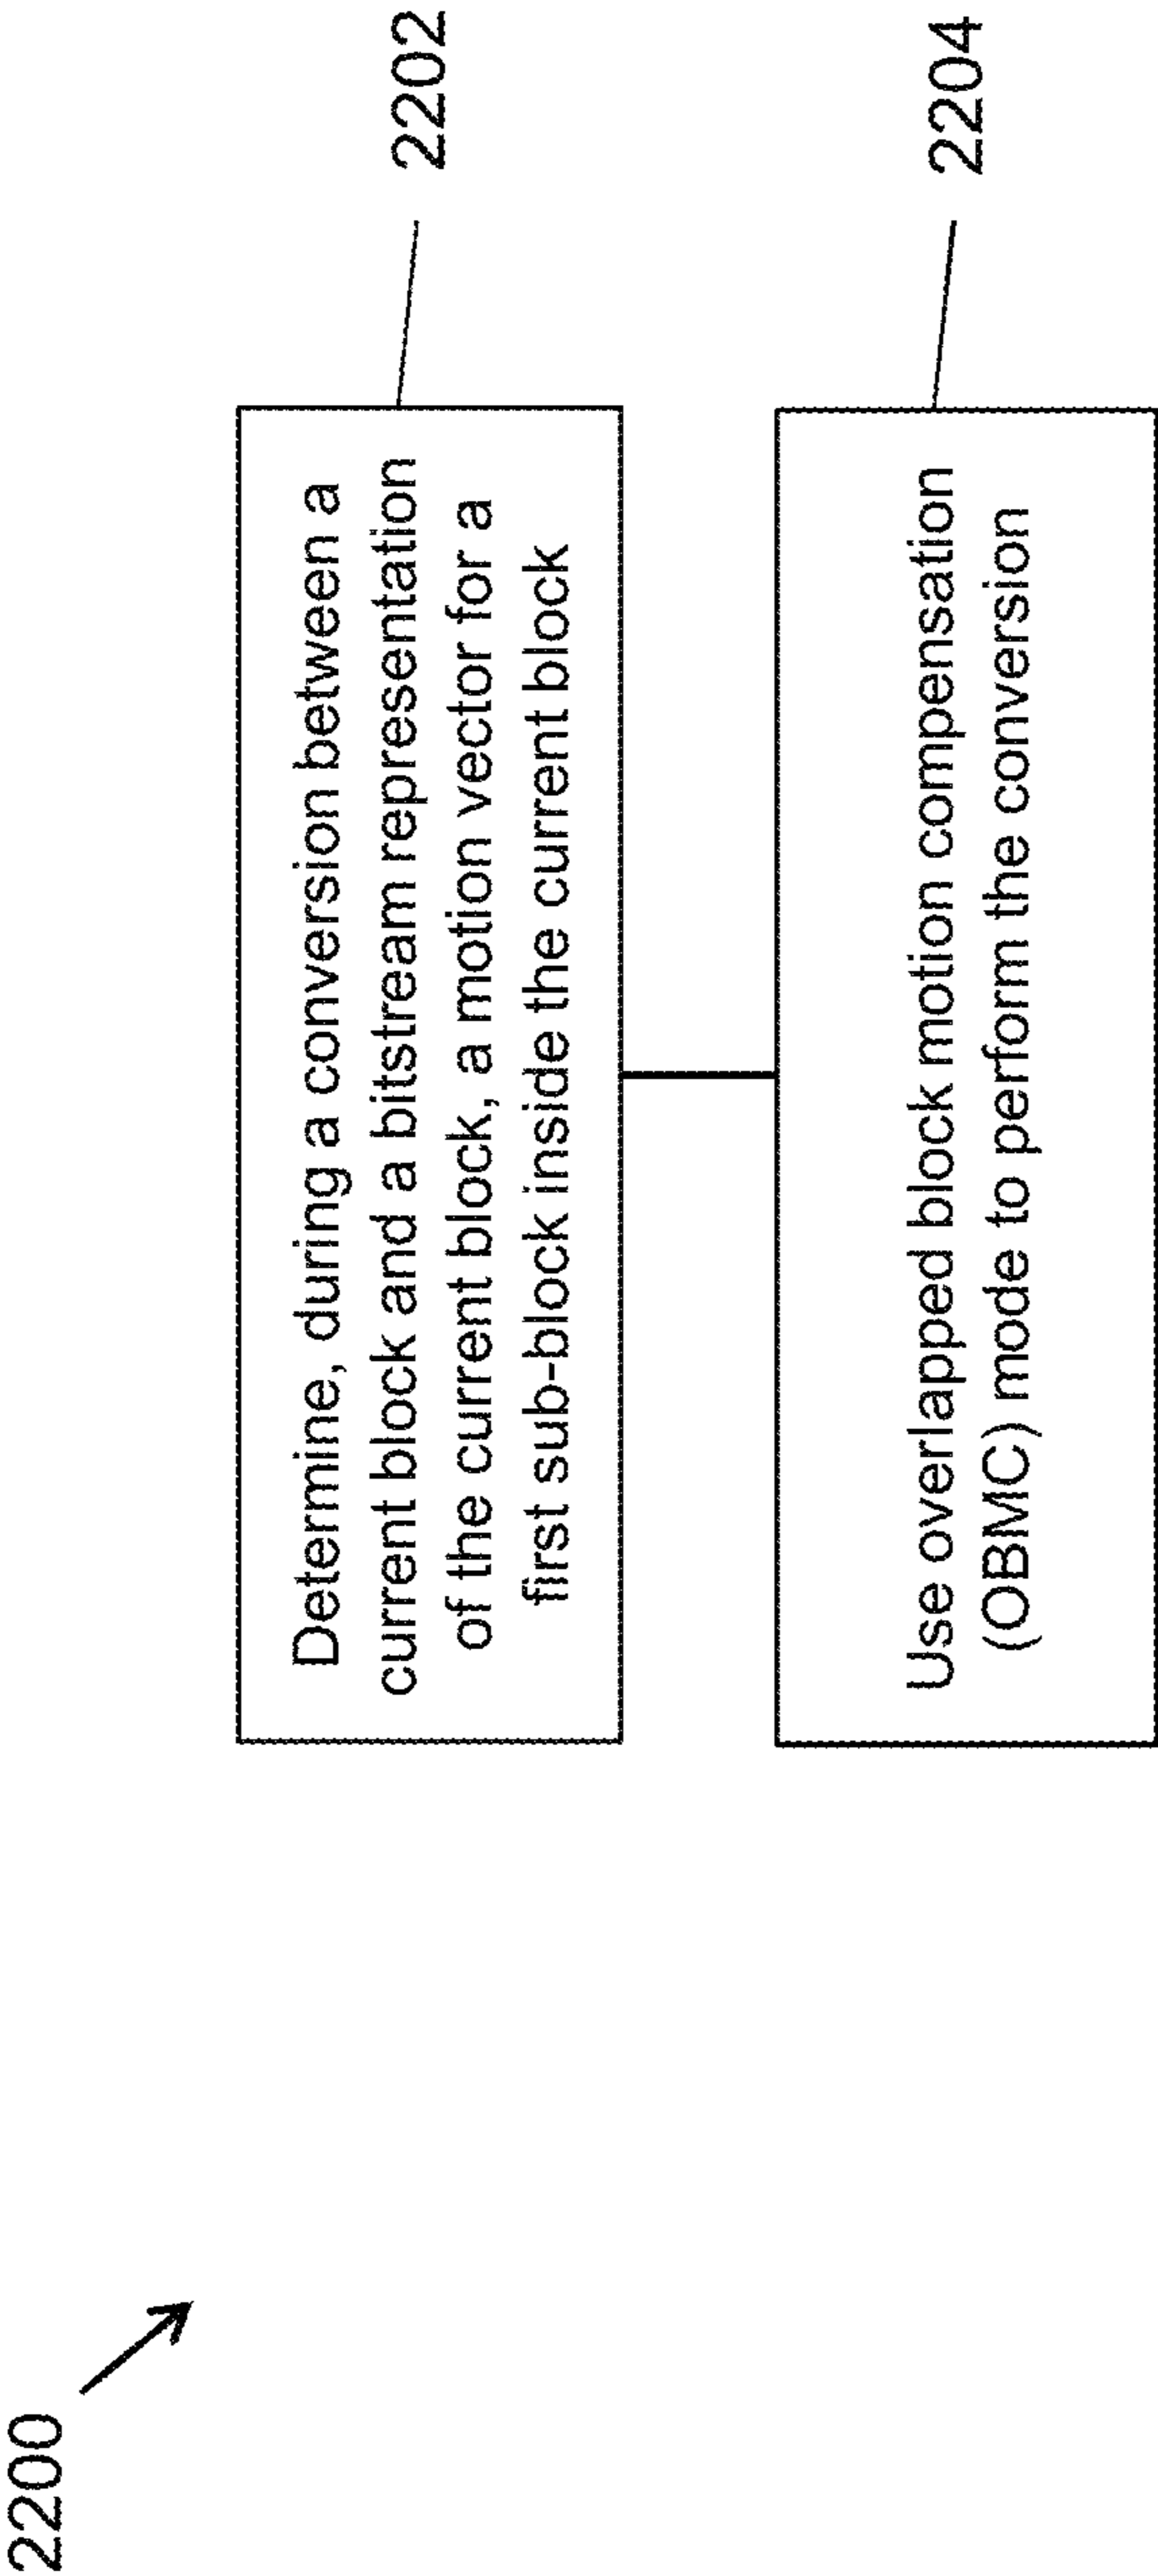 2200
Determine, during a conversion between a
current block and a bitstream representation
of the current block, a motion vector for a
first sub-block inside the current block
2202
Use overlapped block motion compensation
(OBMC) mode to perform the conversion
2204